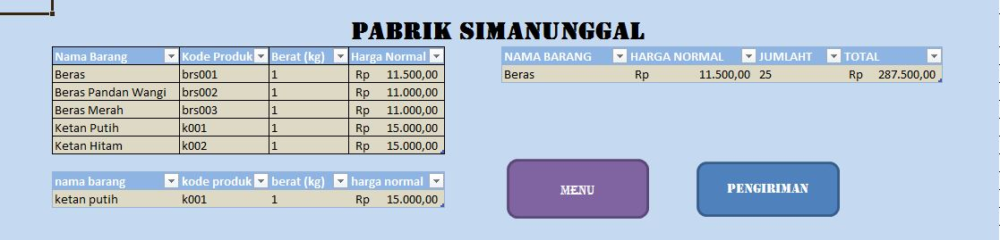 PABRIK SIMANUNGGAL
Nama Barang Kode Produk Berat (kg) Harga Normal
Beras brs001 1 Rp 11.500,00
Beras Pandan Wangi brs002 1 Rp 11.000,00
Beras Merah brs003 1 Rp 11.000,00
Ketan Putih k001 1 Rp 15.000,00
Ketan Hitam k002 1 Rp 15.000,00
nama barang kode produk berat (kg) harga normal
ketan putih k001 1 Rp 15.000,00
NAMA BARANG HARGA NORMAL JUMLAHT TOTAL
Beras Rp 11.500,00 25 Rp 287.500,00
MENU
PENGIRIMAN